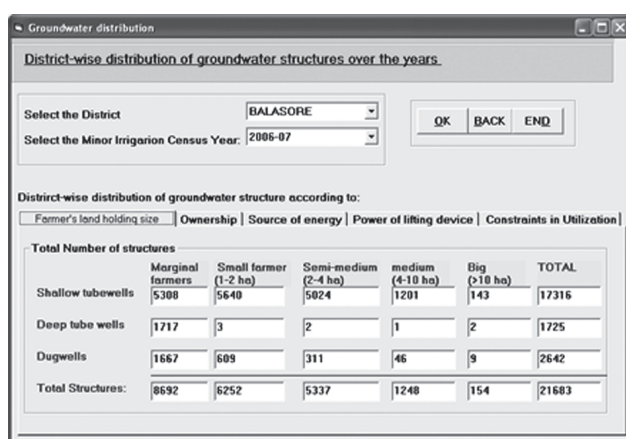 Groundwater distribution
District-wise distribution of groundwater structures over the years
Select the District BALASORE
Select the Minor Irrigarion Census Year: 2006-07
OK BACK END
Distrirct-wise distribution of groundwater structure according to:
Farmer's land holding size Ownership Source of energy Power of lifting device Constraints in Utilization
Total Number of structures
Marginal farmers Small farmer (1-2 ha) Semi-medium (2-4 ha) medium (4-10 ha) Big (>10 ha) TOTAL
Shallow tubewells 5308 5640 5024 1201 143 17316
Deep tube wells 1717 3 2 1 2 1725
Dugwells 1667 609 311 46 9 2642
Total Structures: 8692 6252 5337 1248 154 21683